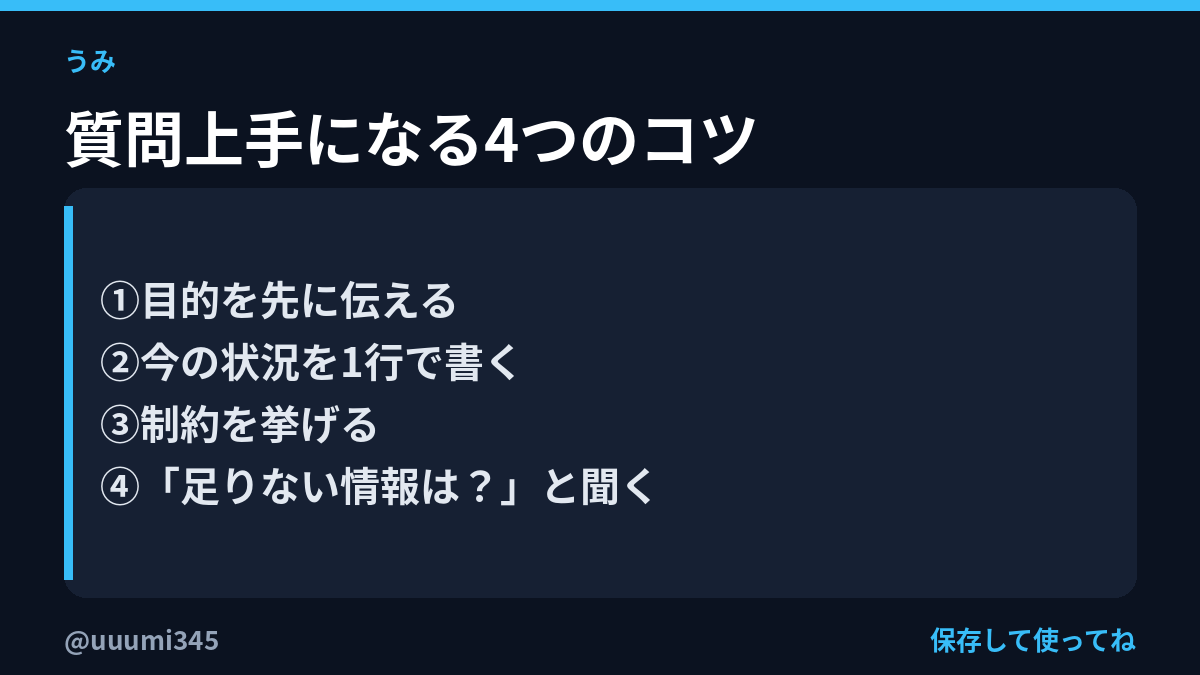 うみ
質問上手になる4つのコツ
①目的を先に伝える
②今の状況を1行で書く
③制約を挙げる
④「足りない情報は？」と聞く
@uuumi345
保存して使ってね